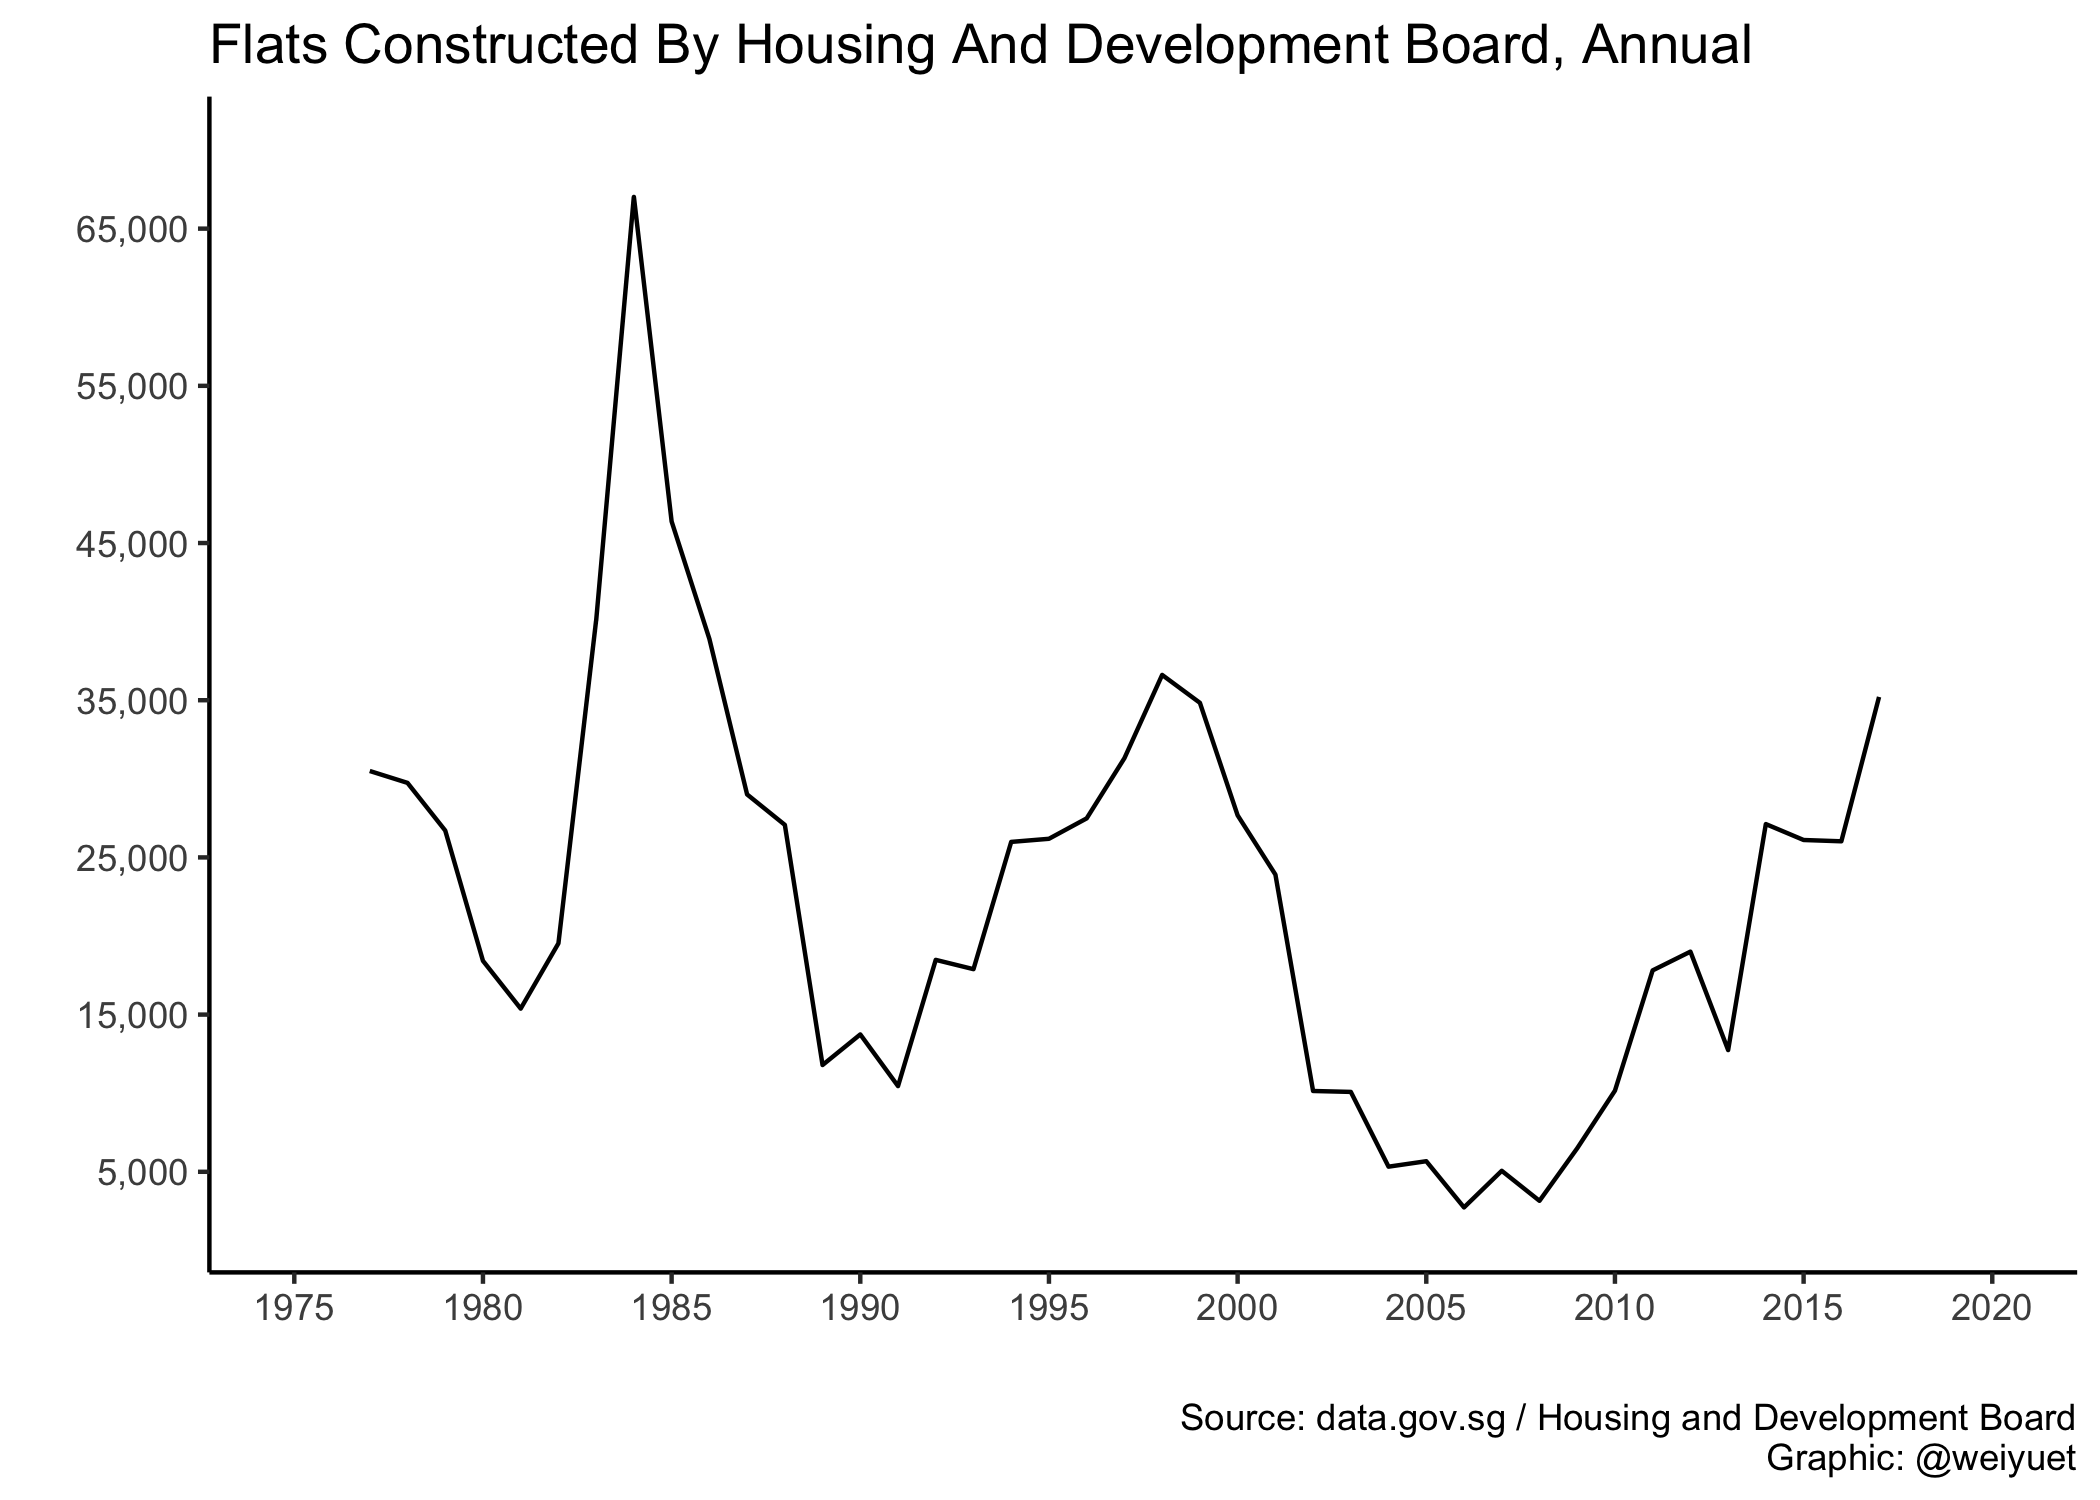 Flats Constructed By Housing And Development Board, Annual
65,000
55,000
45,000
35,000
25,000
15,000
5,000
1975 1980 1985 1990 1995 2000 2005 2010 2015 2020
Source: data.gov.sg / Housing and Development Board
Graphic: @weiyuet